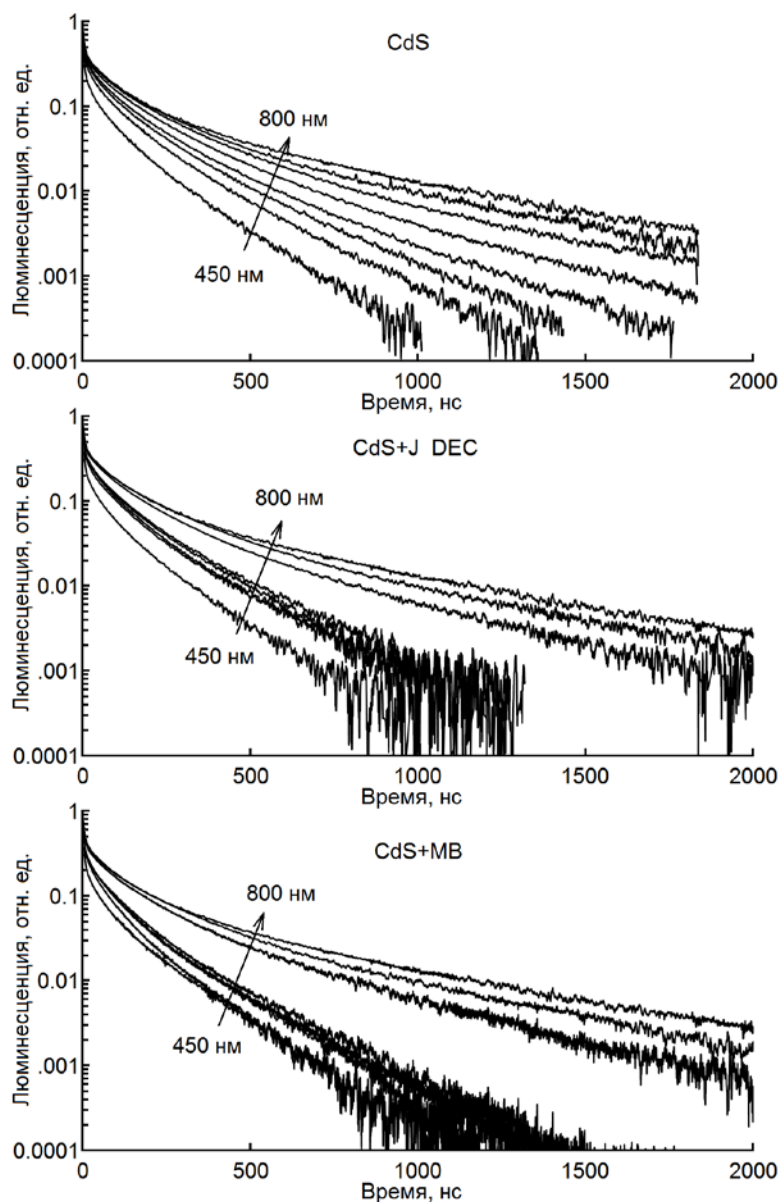 CdS
Люминесценция, отн. ед.
1
0.1
0.01
.001
0.0001
800 нм
450 нм
0 500 1000 1500 2000
Время, нс
CdS+J DEC
Люминесценция, отн. ед.
1
0.1
0.01
.001
0.0001
800 нм
450 нм
0 500 1000 1500 2000
Время, нс
CdS+MB
Люминесценция, отн. ед.
1
0.1
0.01
.001
0.0001
800 нм
450 нм
0 500 1000 1500 2000
Время, нс